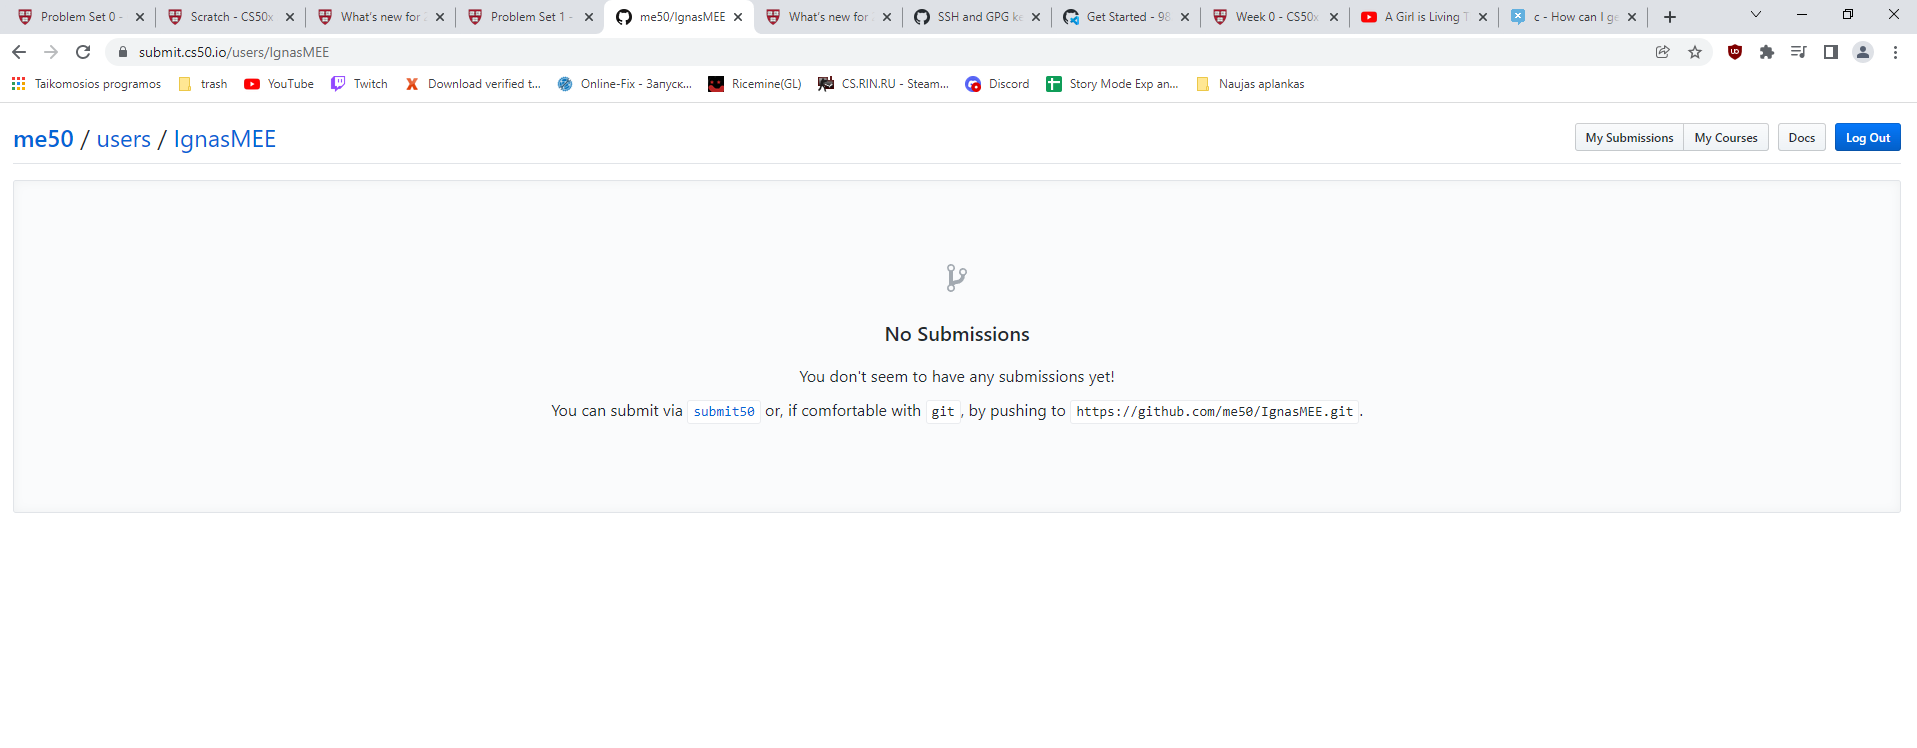 Problem Set 0 - Scratch - CS50x What's new for 2 Problem Set 1 - me50/IgnasMEE What's new for 2 SSH and GPG ke Get Started - 98 Week 0 - CS50x A Girl is Living T c - How can I ge
submit.cs50.io/users/IgnasMEE
Taikomosios programos trash YouTube Twitch Download verified t... Online-Fix - Запуск... Ricemine(GL) CS.RIN.RU - Steam... Discord Story Mode Exp an... Naujas aplankas
me50 / users / IgnasMEE My Submissions My Courses Docs Log Out
No Submissions
You don't seem to have any submissions yet!
You can submit via submit50 or, if comfortable with git, by pushing to https://github.com/me50/IgnasMEE.git.